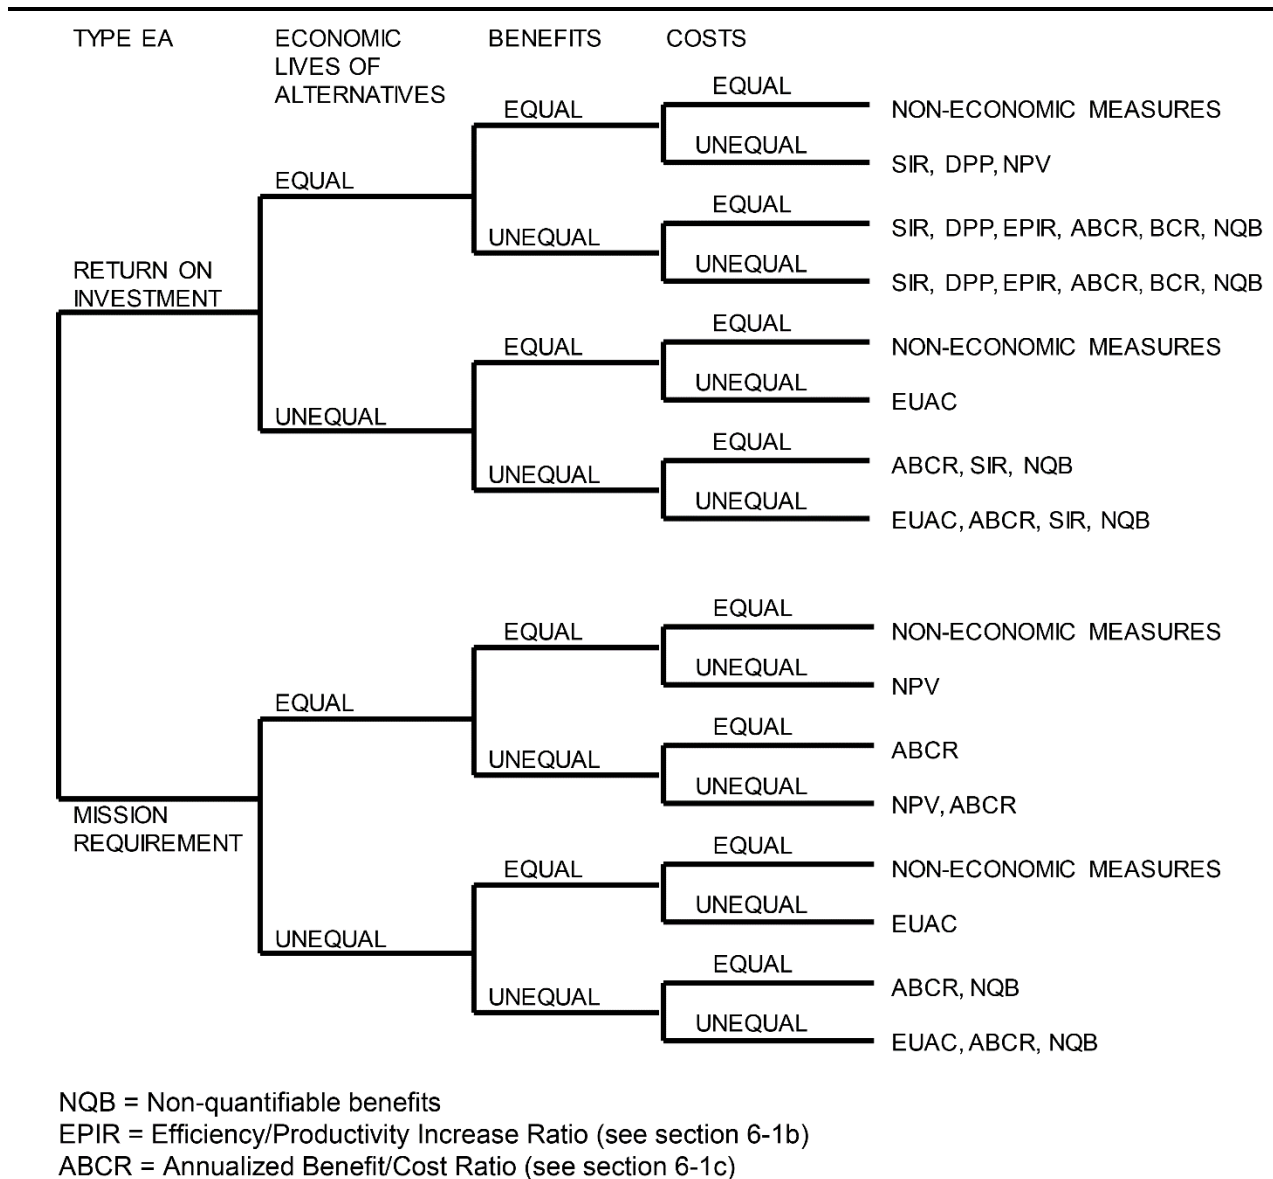 TYPE EA
ECONOMIC
LIVES OF
ALTERNATIVES
BENEFITS
COSTS
RETURN ON
INVESTMENT
EQUAL
EQUAL
EQUAL
NON-ECONOMIC MEASURES
UNEQUAL
SIR, DPP, NPV
UNEQUAL
EQUAL
SIR, DPP, EPIR, ABCR, BCR, NQB
UNEQUAL
SIR, DPP, EPIR, ABCR, BCR, NQB
UNEQUAL
EQUAL
EQUAL
NON-ECONOMIC MEASURES
UNEQUAL
EUAC
UNEQUAL
EQUAL
ABCR, SIR, NQB
UNEQUAL
EUAC, ABCR, SIR, NQB
MISSION
REQUIREMENT
EQUAL
EQUAL
EQUAL
NON-ECONOMIC MEASURES
UNEQUAL
NPV
UNEQUAL
EQUAL
ABCR
UNEQUAL
NPV, ABCR
UNEQUAL
EQUAL
EQUAL
NON-ECONOMIC MEASURES
UNEQUAL
EUAC
UNEQUAL
EQUAL
ABCR, NQB
UNEQUAL
EUAC, ABCR, NQB
NQB = Non-quantifiable benefits
EPIR = Efficiency/Productivity Increase Ratio (see section 6-1b)
ABCR = Annualized Benefit/Cost Ratio (see section 6-1c)